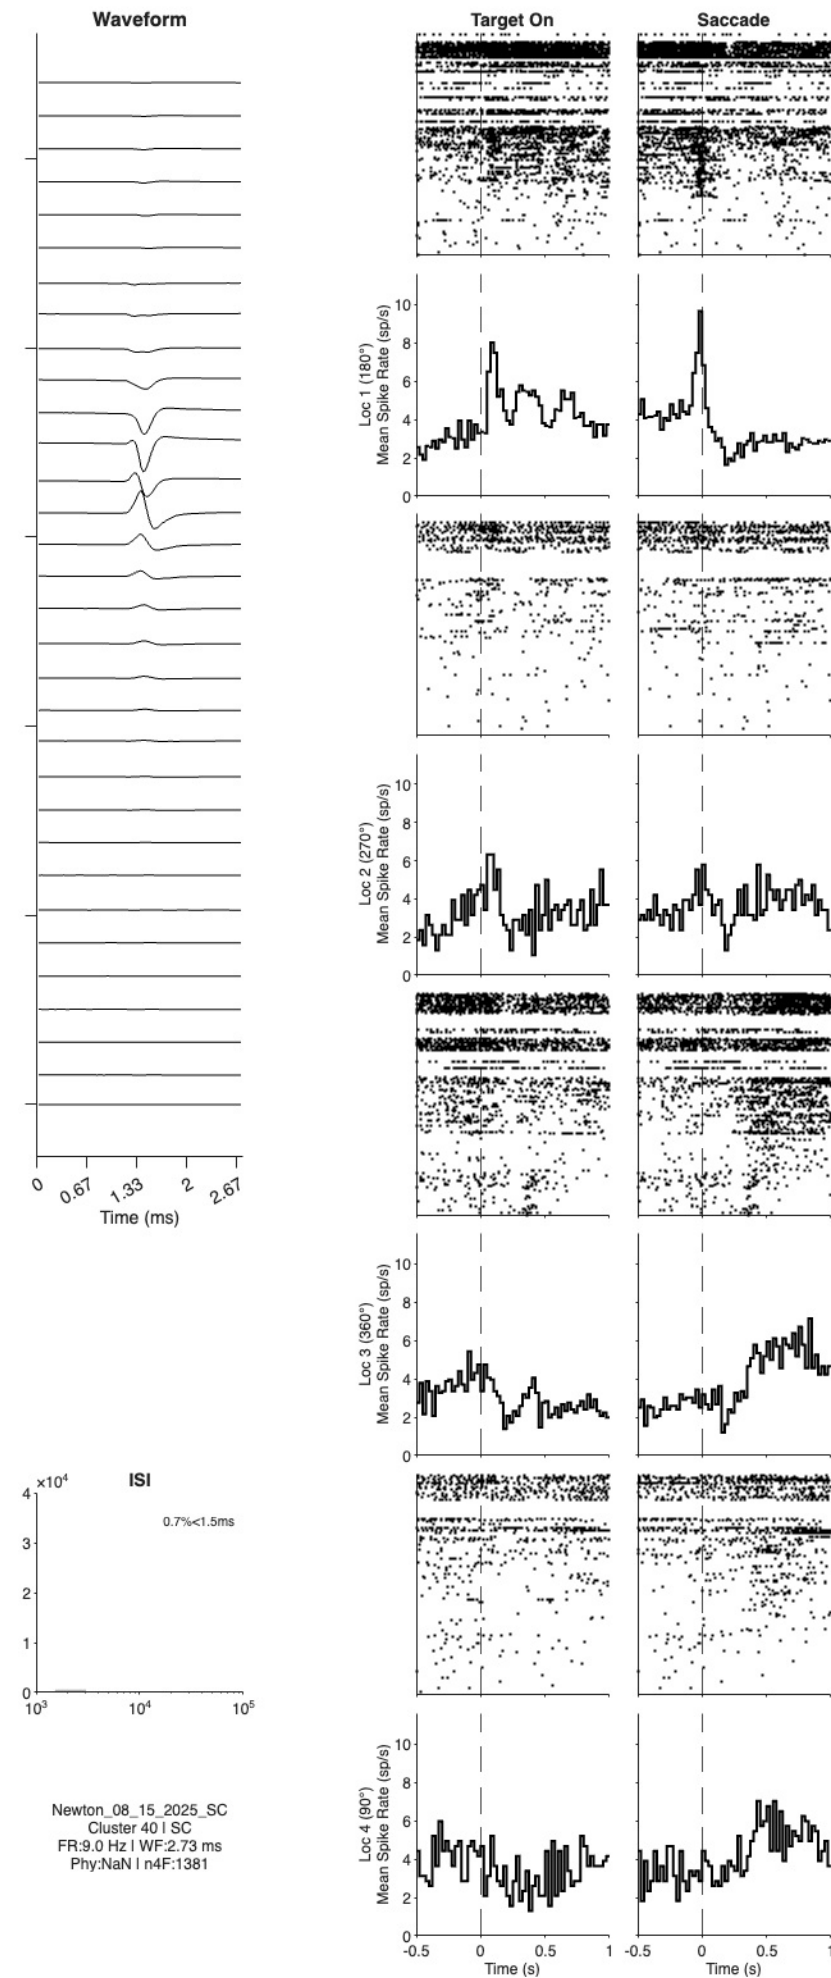 Waveform
Target On
Saccade
10
8
6
4
2
0
Loc 1 (180°)
Mean Spike Rate (sp/s)
10
8
6
4
2
0
Loc 2 (270°)
Mean Spike Rate (sp/s)
0
0.67
1.33
2
2.67
Time (ms)
10
8
6
4
2
0
Loc 3 (360°)
Mean Spike Rate (sp/s)
ISI
×10⁴
4
3
2
1
0
0.7%<1.5ms
10³
10⁴
10⁵
Newton_08_15_2025_SC
Cluster 40 | SC
FR:9.0 Hz | WF:2.73 ms
Phy:NaN | n4F:1381
10
8
6
4
2
0
Loc 4 (90°)
Mean Spike Rate (sp/s)
-0.5
0
0.5
1
Time (s)
-0.5
0
0.5
1
Time (s)